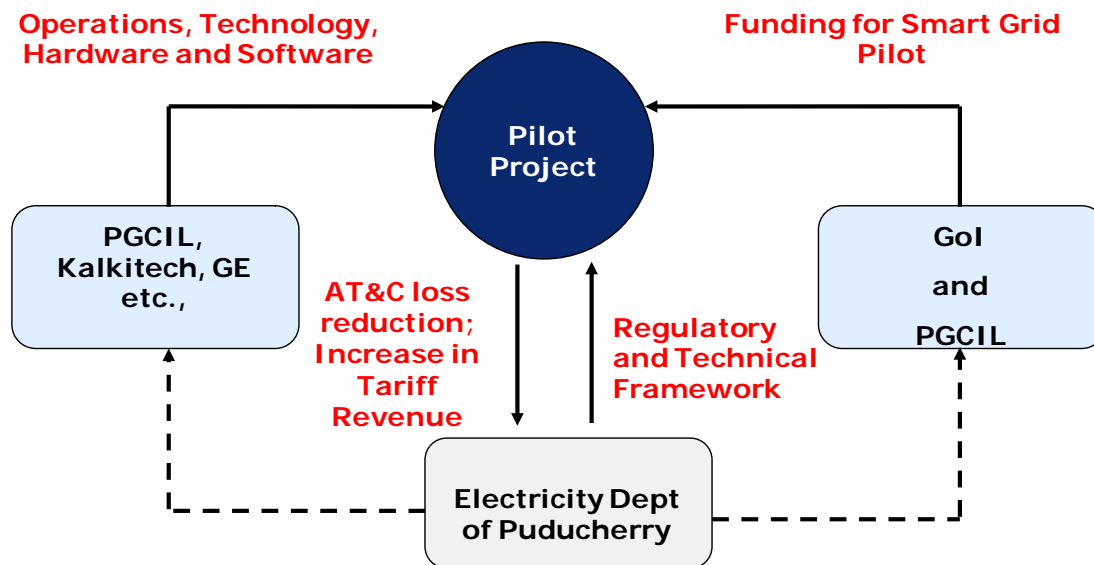 Operations, Technology,
Hardware and Software
Funding for Smart Grid
Pilot
Pilot
Project
PGCIL,
Kalkitech, GE
etc.,
GoI
and
PGCIL
AT&C loss
reduction;
Increase in
Tariff
Revenue
Regulatory
and Technical
Framework
Electricity Dept
of Puducherry